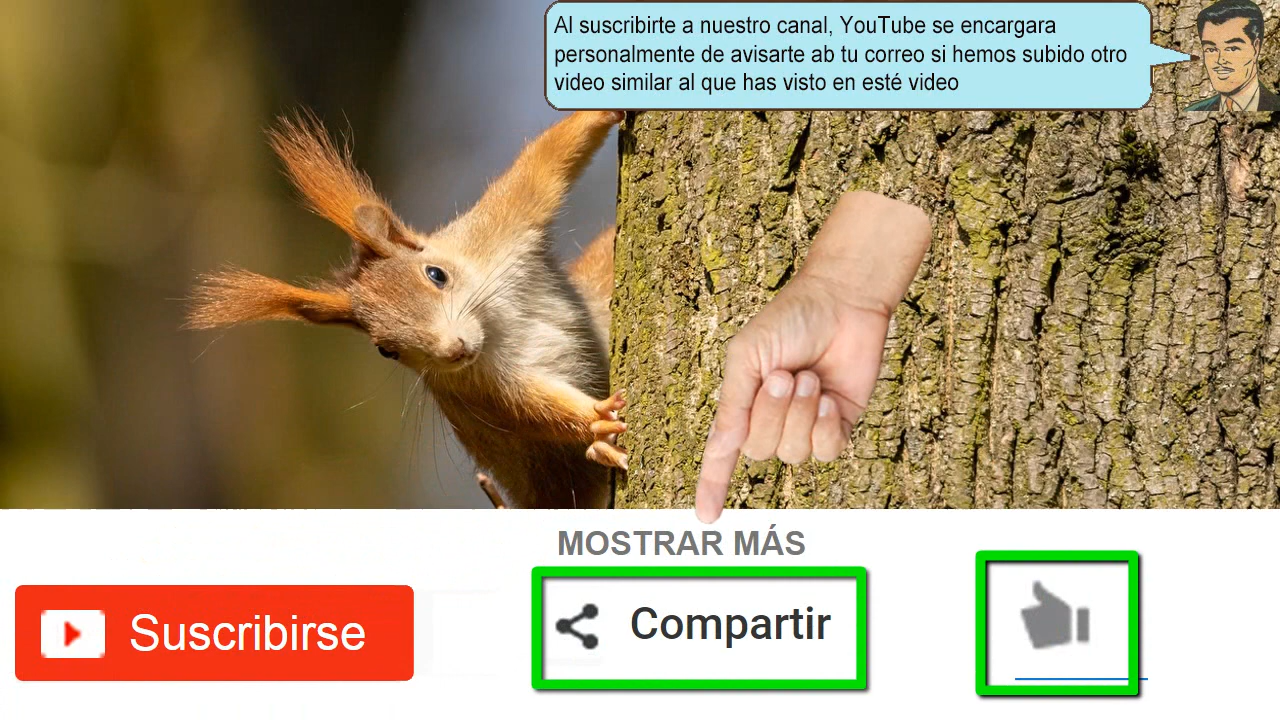 Al suscribirte a nuestro canal, YouTube se encargara
personalmente de avisarte ab tu correo si hemos subido otro
video similar al que has visto en esté video
MOSTRAR MÁS
Suscribirse
Compartir